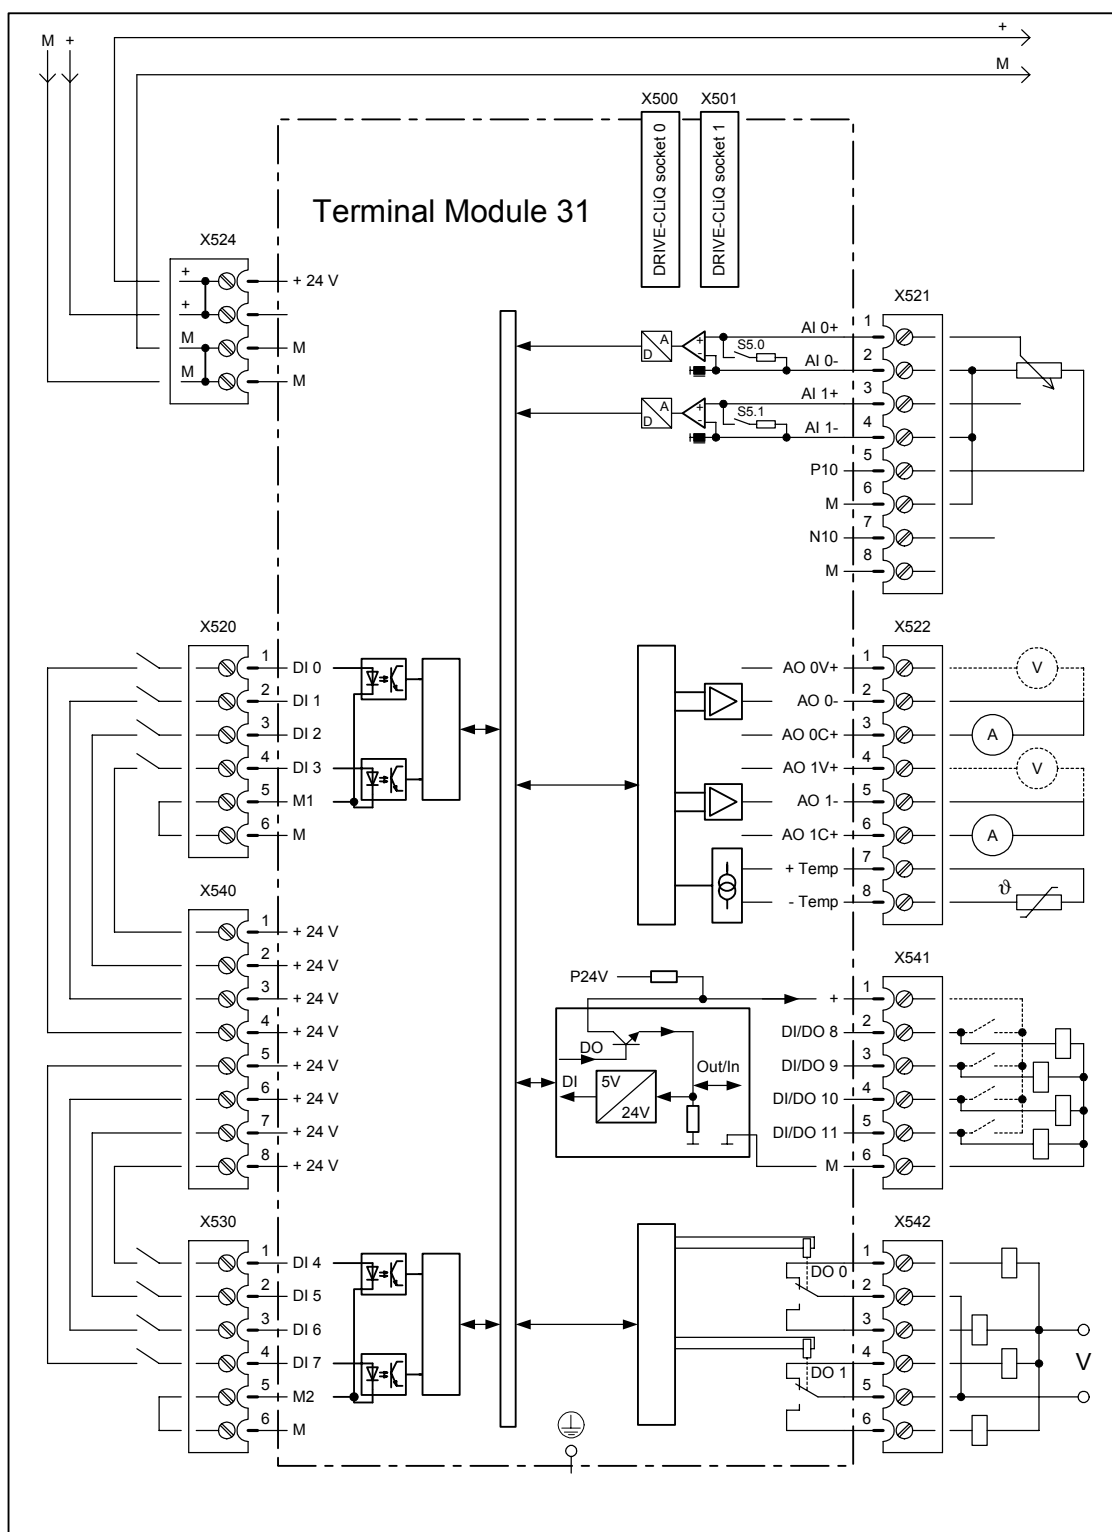 M +
+
M
X500 X501
DRIVE-CLiQ socket 0
DRIVE-CLiQ socket 1
Terminal Module 31
X524
+
+ 24 V
+
M
M
M
M
X521
AI 0+ 1
S5.0
AI 0- 2
AI 1+ 3
S5.1
AI 1- 4
P10 5
M 6
N10 7
M 8
A
D
+
-
A
D
+
-
X520
1 DI 0
2 DI 1
3 DI 2
4 DI 3
5 M1
6 M
X522
AO 0V+ 1
V
AO 0- 2
AO 0C+ 3
A
AO 1V+ 4
V
AO 1- 5
AO 1C+ 6
A
+ Temp 7
- Temp 8
ϑ
X540
1 + 24 V
2 + 24 V
3 + 24 V
4 + 24 V
5 + 24 V
6 + 24 V
7 + 24 V
8 + 24 V
X541
P24V
+ 1
DI/DO 8 2
DI/DO 9 3
DI/DO 10 4
DI/DO 11 5
M 6
DO
DI
5V
24V
Out/In
X530
1 DI 4
2 DI 5
3 DI 6
4 DI 7
5 M2
6 M
X542
1
DO 0
2
3
4
DO 1
5
6
V